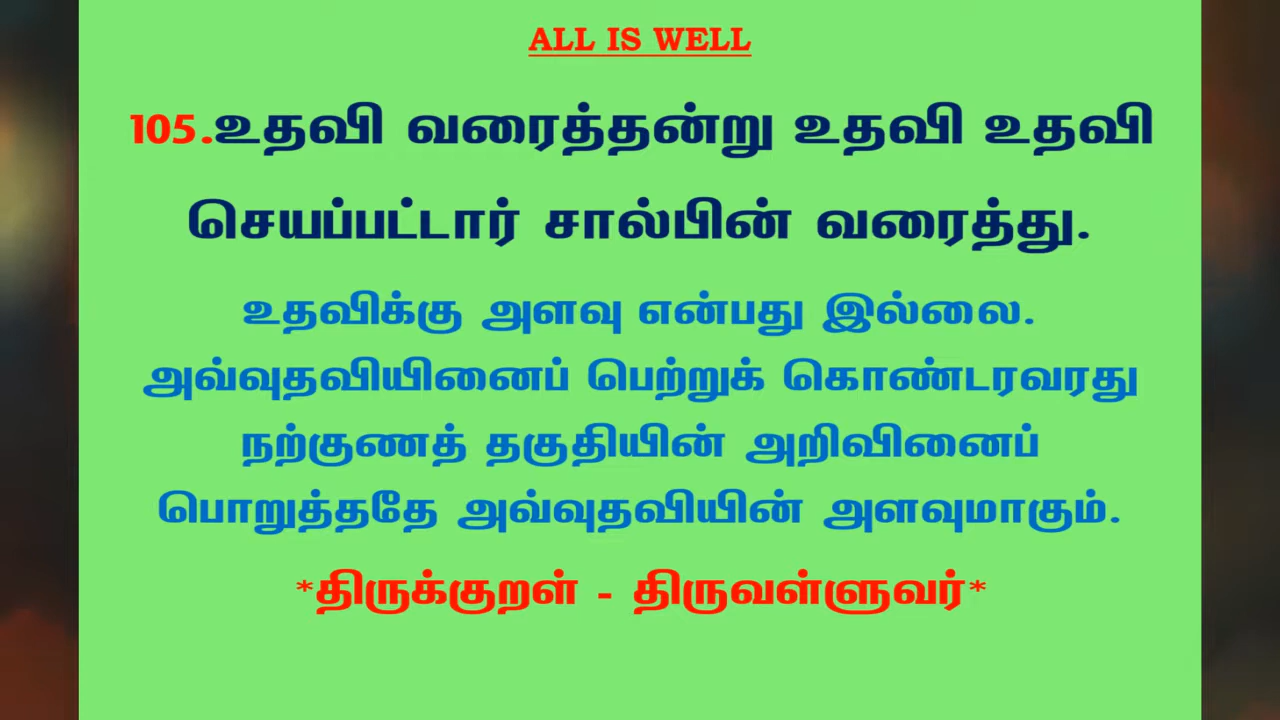 ALL IS WELL
105.உதவி வரைத்தன்று உதவி உதவி
செயப்பட்டார் சால்பின் வரைத்து.
உதவிக்கு அளவு என்பது இல்லை.
அவ்வுதவியினைப் பெற்றுக் கொண்டரவரது
நற்குணத் தகுதியின் அறிவினைப்
பொறுத்ததே அவ்வுதவியின் அளவுமாகும்.
*திருக்குறள் - திருவள்ளுவர்*